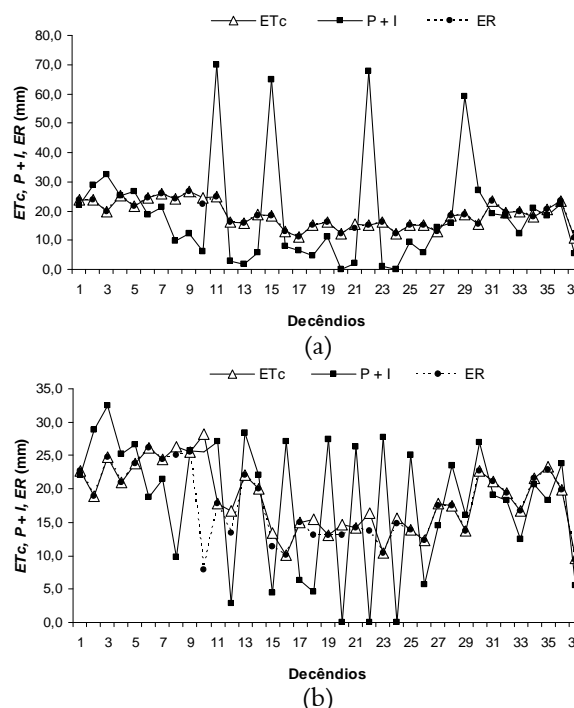 (a)
ETc P + I ER
ETc, P + I, ER (mm)
80,0
70,0
60,0
50,0
40,0
30,0
20,0
10,0
0,0
1 3 5 7 9 11 13 15 17 19 21 23 25 27 29 31 33 35 3
Decêndios
(a)
ETc P + I ER
ETc, P + I, ER (mm)
35,0
30,0
25,0
20,0
15,0
10,0
5,0
0,0
1 3 5 7 9 11 13 15 17 19 21 23 25 27 29 31 33 35 3
Decêndios
(b)